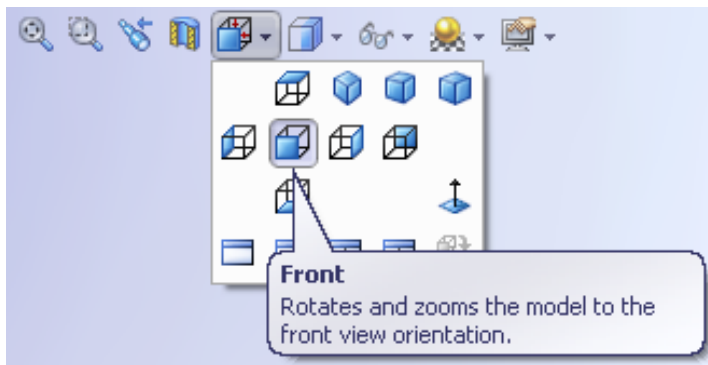 Front
Rotates and zooms the model to the
front view orientation.